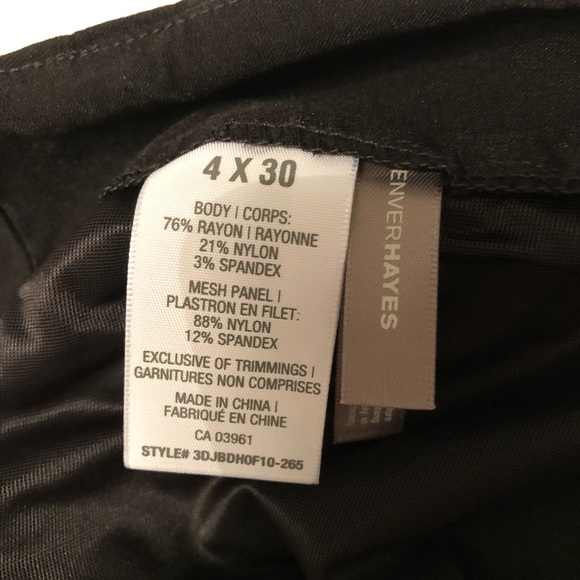 4 X 30
BODY | CORPS:
76% RAYON | RAYONNE
21% NYLON
3% SPANDEX
MESH PANEL |
PLASTRON EN FILET:
88% NYLON
12% SPANDEX
EXCLUSIVE OF TRIMMINGS |
GARNITURES NON COMPRISES
MADE IN CHINA |
FABRIQUÉ EN CHINE
CA 03961
STYLE# 3DJBDH0F10-265
ENVERHAYES